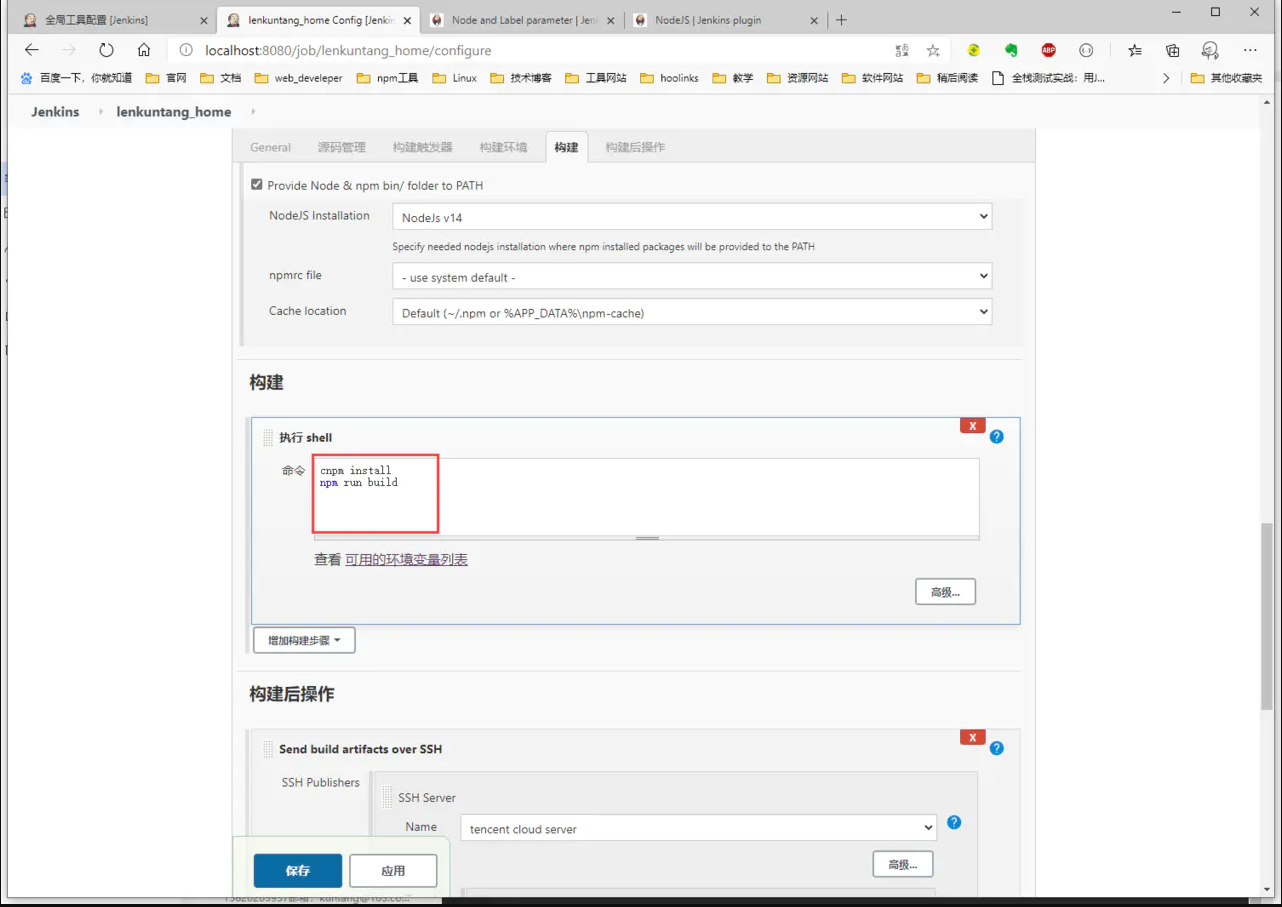 全局工具配置 [Jenkins]
lenkuntang_home Config [Jenkin
Node and Label parameter | Jen
NodeJS | Jenkins plugin
localhost:8080/job/lenkuntang_home/configure
百度一下，你就知道
官网
文档
web_develeper
npm工具
Linux
技术博客
工具网站
hoolinks
教学
资源网站
软件网站
稍后阅读
全栈测试实战：用J...
其他收藏夹
Jenkins
lenkuntang_home
General
源码管理
构建触发器
构建环境
构建
构建后操作
Provide Node & npm bin/ folder to PATH
NodeJS Installation
NodeJs v14
Specify needed nodejs installation where npm installed packages will be provided to the PATH
npmrc file
- use system default -
Cache location
Default (~/.npm or %APP_DATA%\npm-cache)
构建
X
执行 shell
命令
cnpm install
npm run build
查看 可用的环境变量列表
高级...
增加构建步骤
构建后操作
X
Send build artifacts over SSH
SSH Publishers
SSH Server
Name
tencent cloud server
高级...
保存
应用